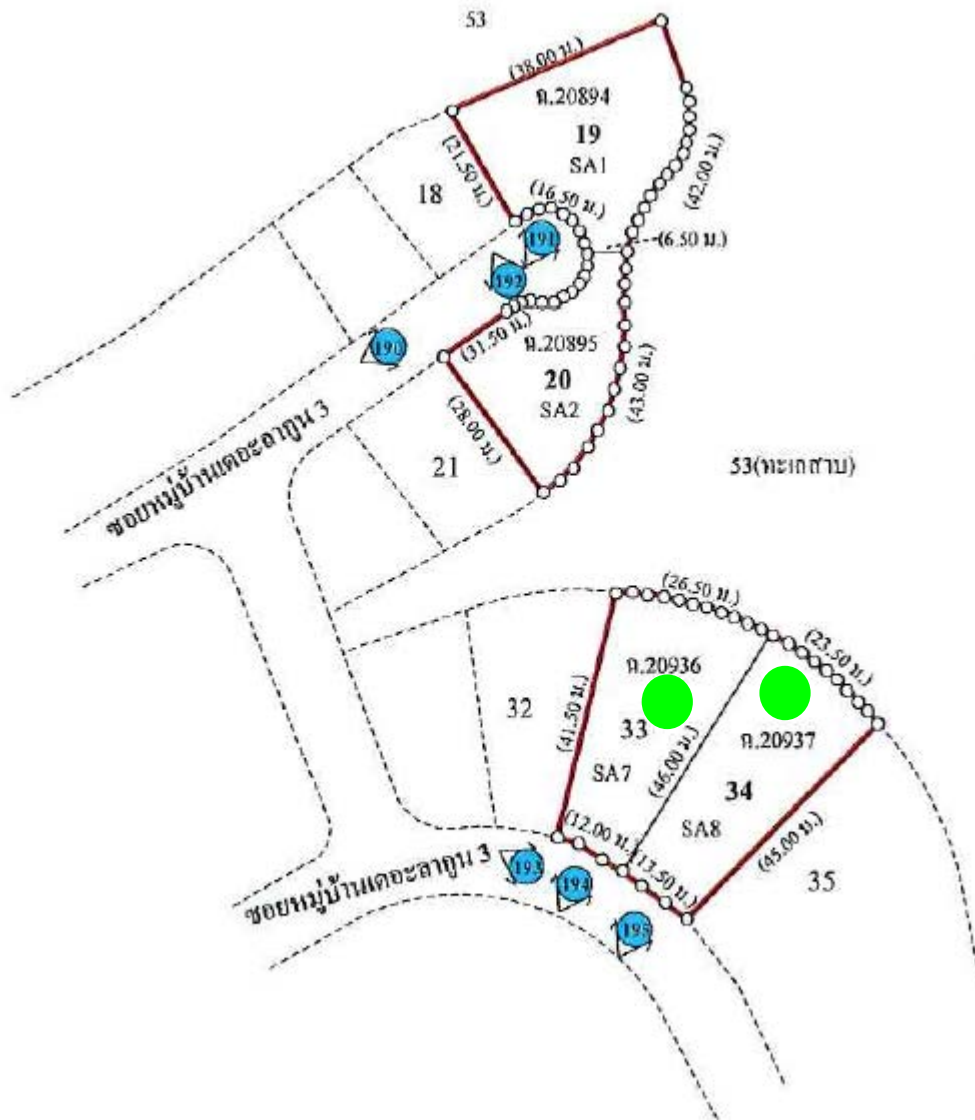 53
(38.00 ม.)
ฉ.20894
19
SA1
18
(21.50 ม.)
(16.50 ม.)
(42.00 ม.)
191
(6.50 ม.)
192
190
(31.50 ม.)
ฉ.20895
20
SA2
(43.00 ม.)
(28.00 ม.)
21
53(ทะเลสาบ)
ซอยหมู่บ้านเดอะลากูน 3
(26.50 ม.)
(23.50 ม.)
ฉ.20936
32
33
(41.50 ม.)
SA7
(46.00 ม.)
ฉ.20937
34
SA8
(12.00 ม.)
(13.50 ม.)
(45.00 ม.)
35
193
194
195
ซอยหมู่บ้านเดอะลากูน 3